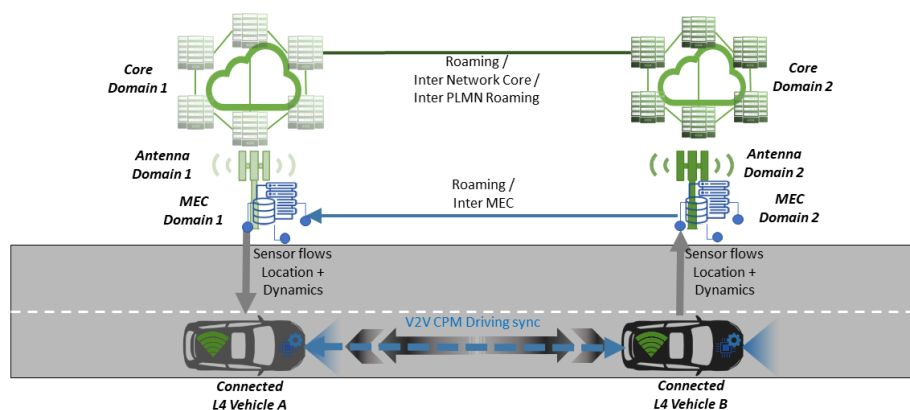 Core
Domain 1
Roaming /
Inter Network Core /
Inter PLMN Roaming
Core
Domain 2
Antenna
Domain 1
Antenna
Domain 2
MEC
Domain 1
Roaming /
Inter MEC
MEC
Domain 2
Sensor flows
Location +
Dynamics
Sensor flows
Location +
Dynamics
V2V CPM Driving sync
Connected
L4 Vehicle A
Connected
L4 Vehicle B